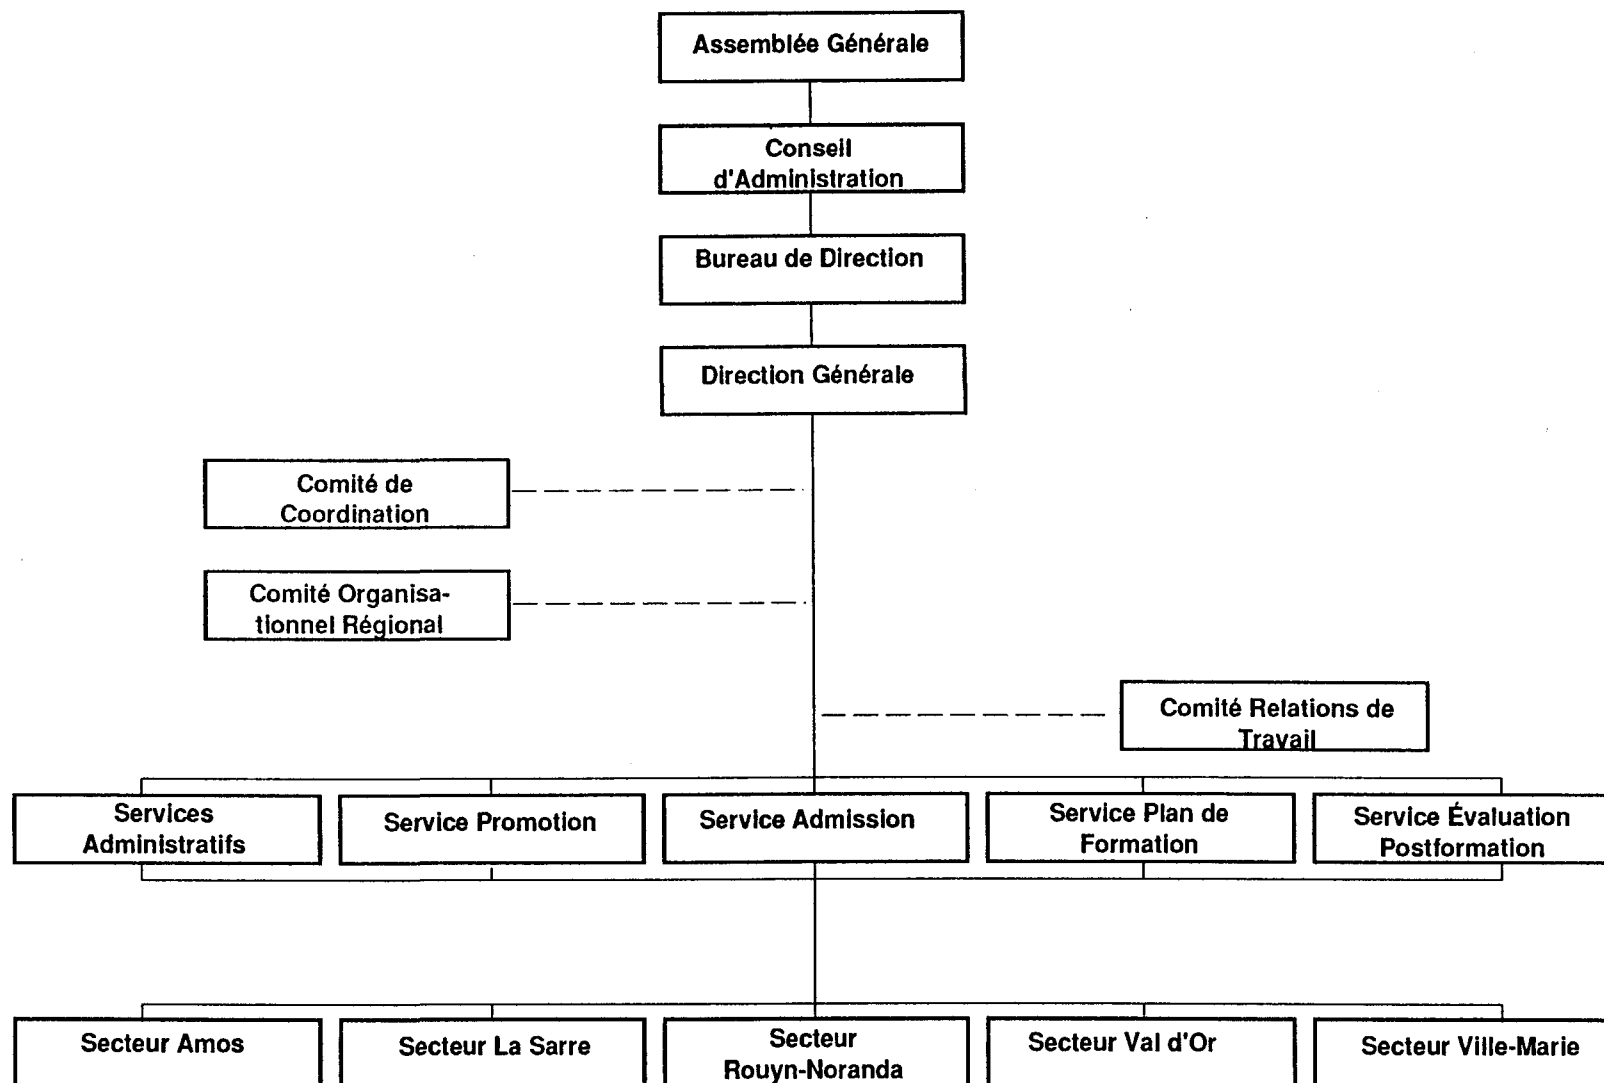 Assemblée Générale
Conseil
d'Administration
Bureau de Direction
Direction Générale
Comité de
Coordination
Comité Organisa-
tionnel Régional
Comité Relations de
Travail
Services
Administratifs
Service Promotion
Service Admission
Service Plan de
Formation
Service Évaluation
Postformation
Secteur Amos
Secteur La Sarre
Secteur
Rouyn-Noranda
Secteur Val d'Or
Secteur Ville-Marie